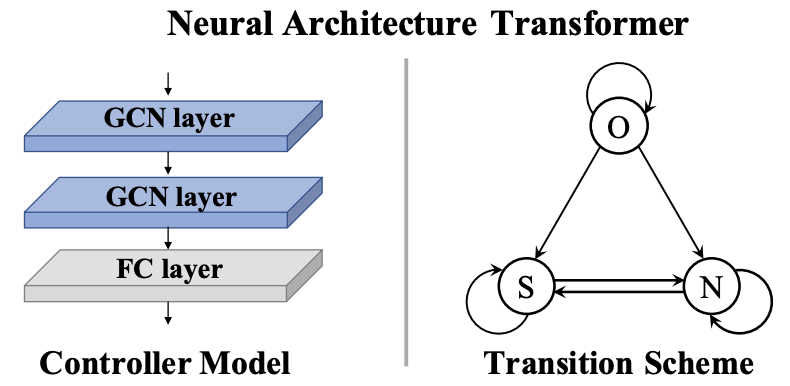 Neural Architecture Transformer
GCN layer
GCN layer
FC layer
Controller Model
O
S
N
Transition Scheme